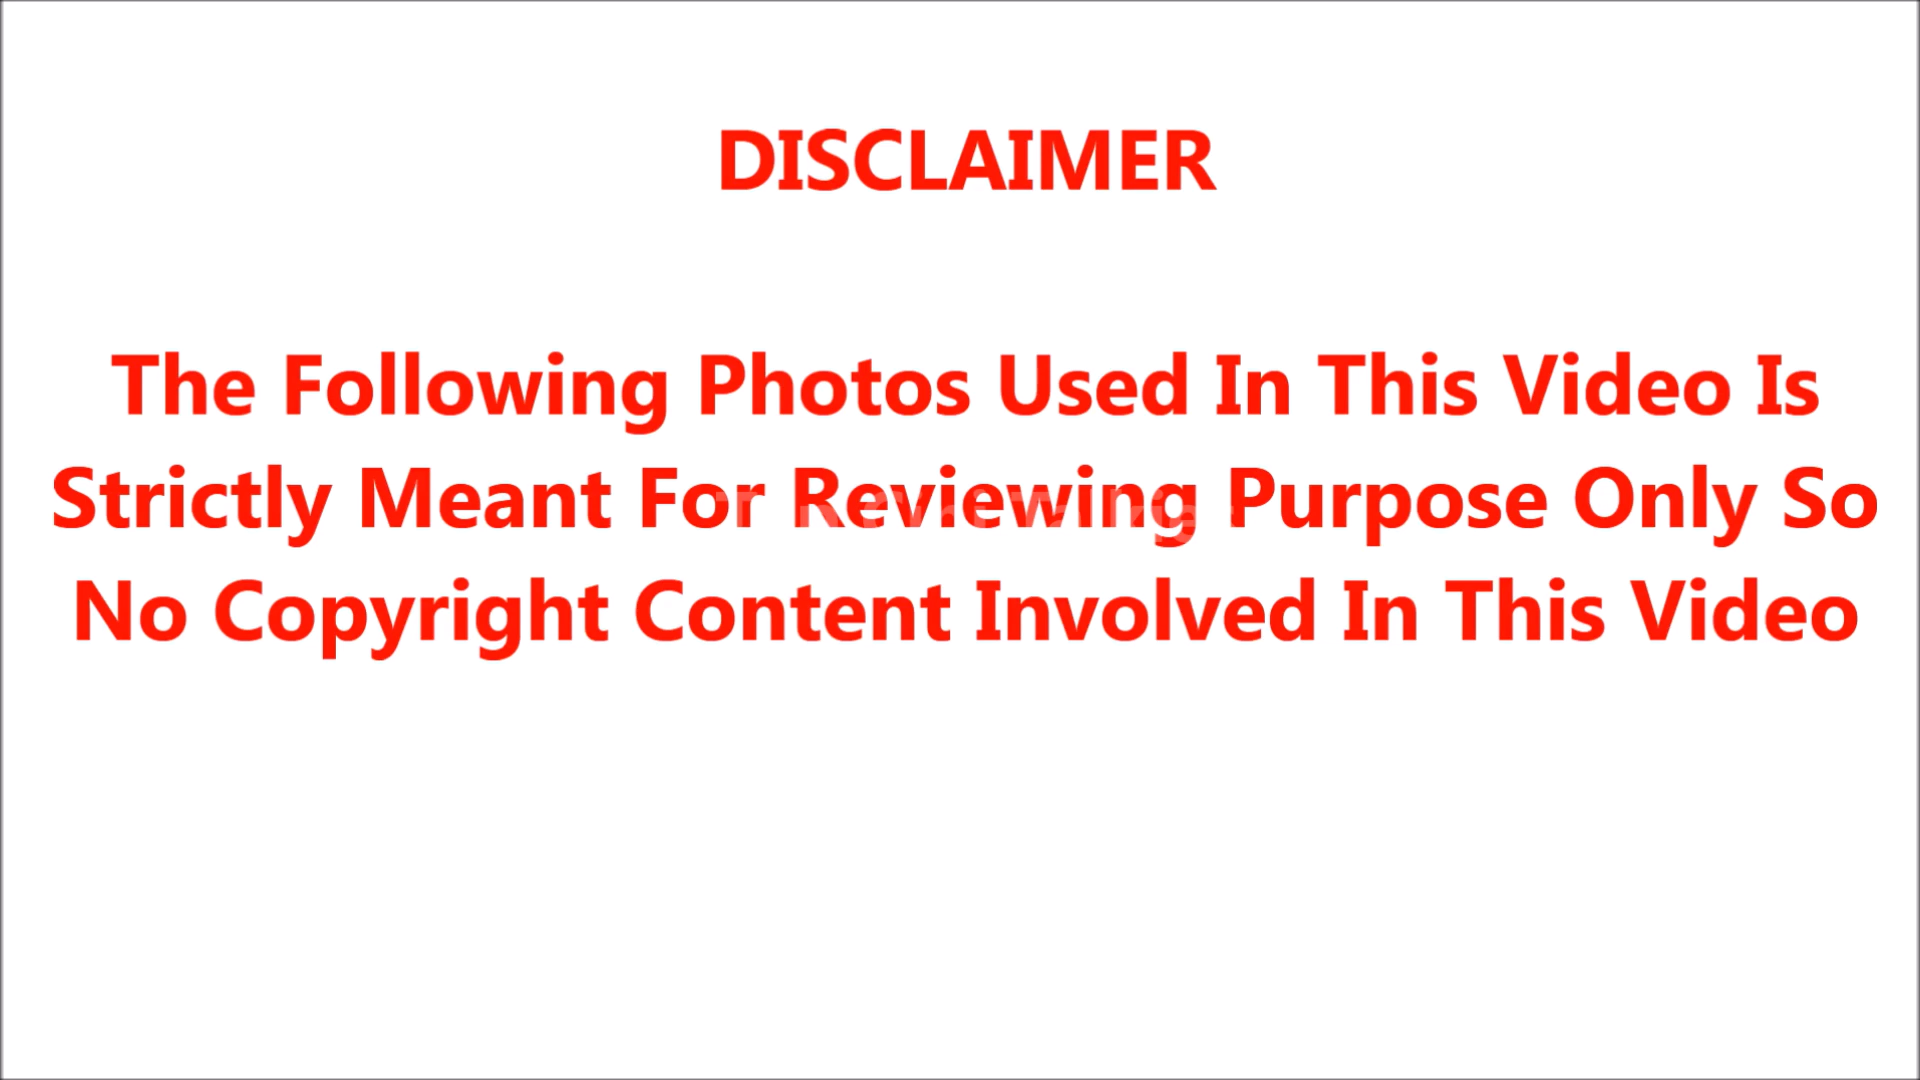 DISCLAIMER
The Following Photos Used In This Video Is
Strictly Meant For Reviewing Purpose Only So
No Copyright Content Involved In This Video